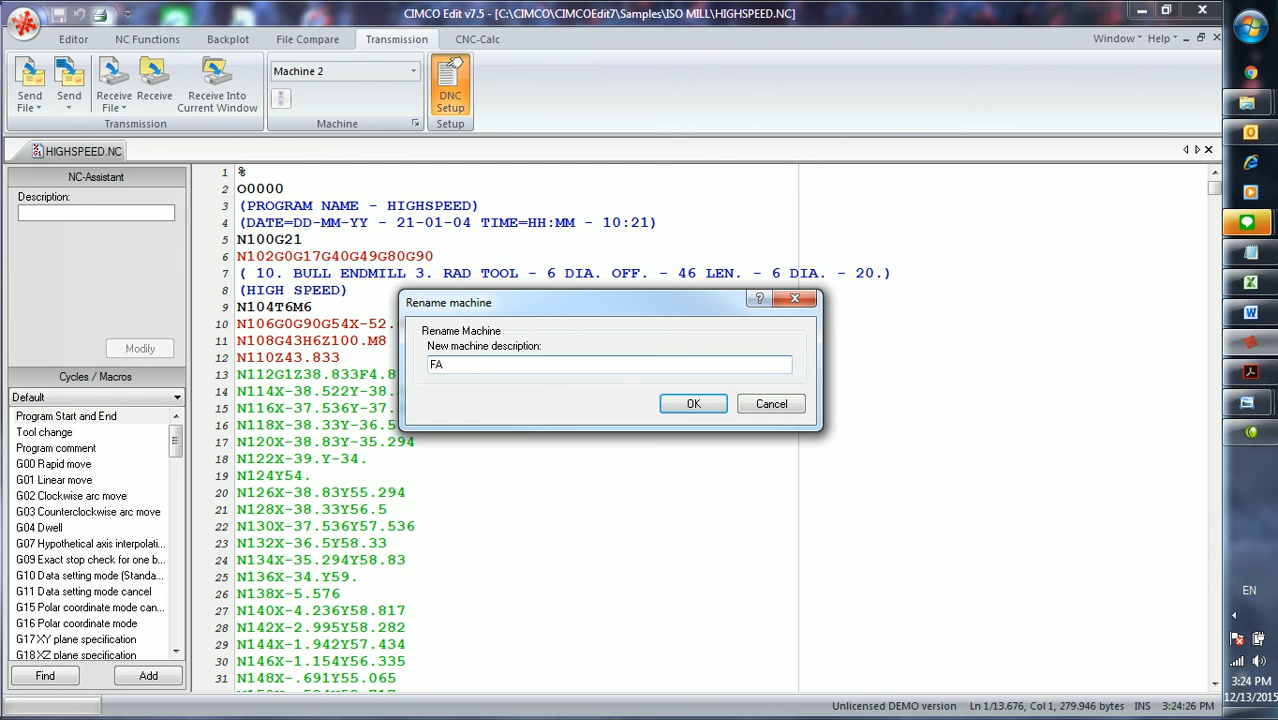 CIMCO Edit v7.5 - [C:\CIMCO\CIMCOEdit7\Samples\ISO MILL\HIGHSPEED.NC]
Editor NC Functions Backplot File Compare Transmission CNC-Calc Window Help
Machine 2
Send File
Send
Receive File
Receive
Receive Into Current Window
DNC Setup
Transmission Machine Setup
HIGHSPEED.NC
NC-Assistant
Description:
Modify
Cycles / Macros
Default
Program Start and End
Tool change
Program comment
G00 Rapid move
G01 Linear move
G02 Clockwise arc move
G03 Counterclockwise arc move
G04 Dwell
G07 Hypothetical axis interpolati...
G09 Exact stop check for one b...
G10 Data setting mode (Standa...
G11 Data setting mode cancel
G15 Polar coordinate mode can...
G16 Polar coordinate mode
G17 XY plane specification
G18 XZ plane specification
Find Add
1 %
2 O0000
3 (PROGRAM NAME - HIGHSPEED)
4 (DATE=DD-MM-YY - 21-01-04 TIME=HH:MM - 10:21)
5 N100G21
6 N102G0G17G40G49G80G90
7 ( 10. BULL ENDMILL 3. RAD TOOL - 6 DIA. OFF. - 46 LEN. - 6 DIA. - 20.)
8 (HIGH SPEED)
9 N104T6M6
10 N106G0G90G54X-52.
11 N108G43H6Z100.M8
12 N110Z43.833
13 N112G1Z38.833F4.8
14 N114X-38.522Y-38.
15 N116X-37.536Y-37.
16 N118X-38.33Y-36.5
17 N120X-38.83Y-35.294
18 N122X-39.Y-34.
19 N124Y54.
20 N126X-38.83Y55.294
21 N128X-38.33Y56.5
22 N130X-37.536Y57.536
23 N132X-36.5Y58.33
24 N134X-35.294Y58.83
25 N136X-34.Y59.
26 N138X-5.576
27 N140X-4.236Y58.817
28 N142X-2.995Y58.282
29 N144X-1.942Y57.434
30 N146X-1.154Y56.335
31 N148X-.691Y55.065
Rename machine
Rename Machine
New machine description:
FA
OK Cancel
EN
3:24 PM
12/13/2015
Unlicensed DEMO version Ln 1/13.676, Col 1, 279.946 bytes INS 3:24:26 PM